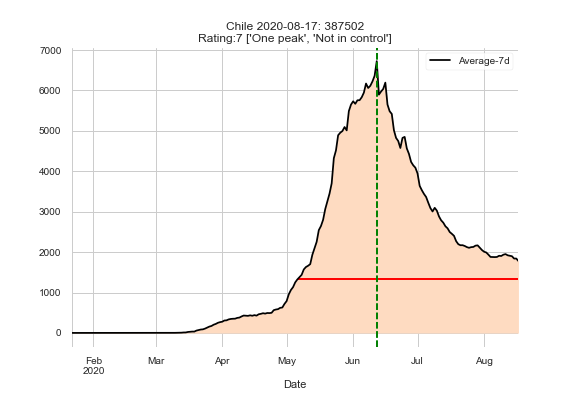 Chile 2020-08-17: 387502
Rating:7 ['One peak', 'Not in control']
Average-7d
7000
6000
5000
4000
3000
2000
1000
0
Feb Mar Apr May Jun Jul Aug
2020
Date